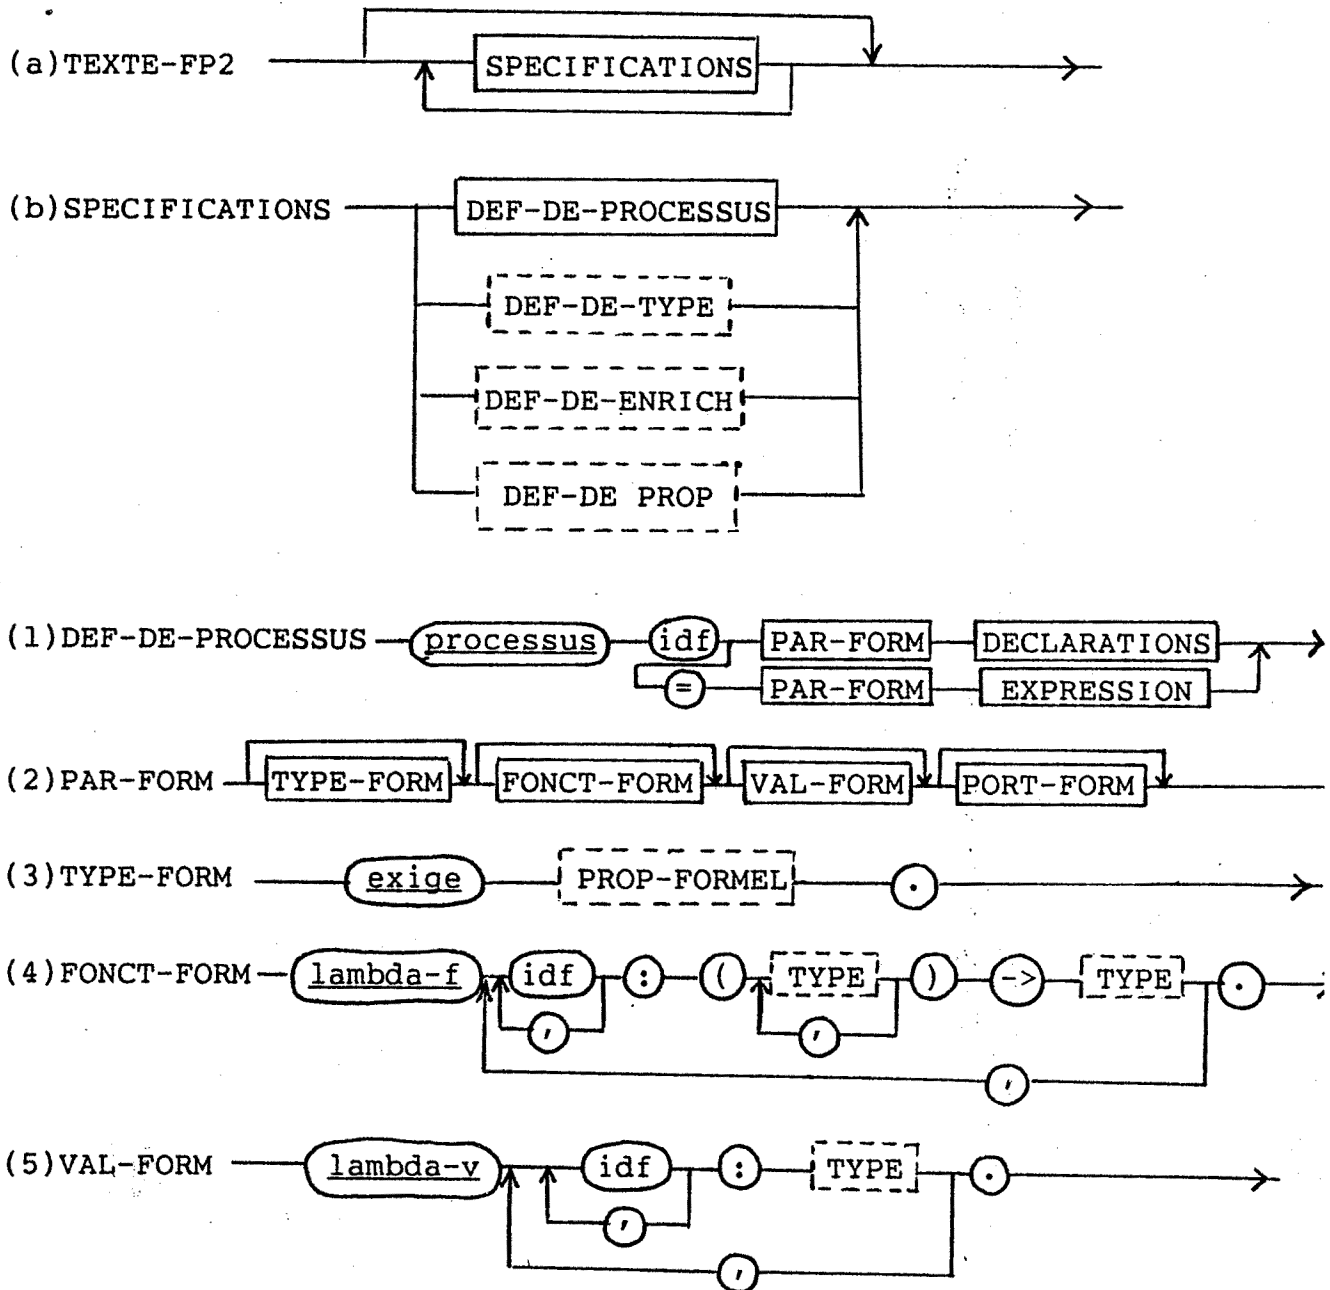 (a)TEXTE-FP2 SPECIFICATIONS
(b)SPECIFICATIONS DEF-DE-PROCESSUS
DEF-DE-TYPE
DEF-DE-ENRICH
DEF-DE PROP
(1)DEF-DE-PROCESSUS processus idf PAR-FORM DECLARATIONS
= PAR-FORM EXPRESSION
(2)PAR-FORM TYPE-FORM FONCT-FORM VAL-FORM PORT-FORM
(3)TYPE-FORM exige PROP-FORMEL .
(4)FONCT-FORM lambda-f idf : ( TYPE ) -> TYPE .
, ,
,
(5)VAL-FORM lambda-v idf : TYPE .
,
,